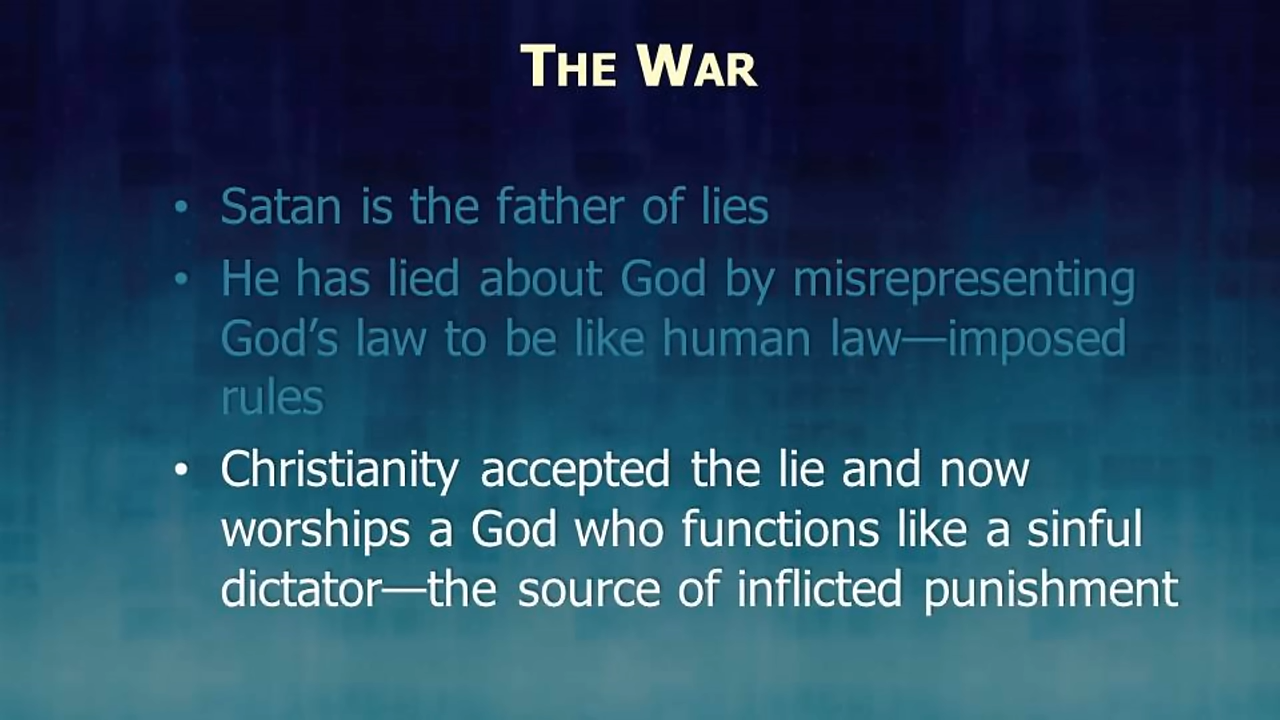 THE WAR
• Satan is the father of lies
• He has lied about God by misrepresenting
God’s law to be like human law—imposed
rules
• Christianity accepted the lie and now
worships a God who functions like a sinful
dictator—the source of inflicted punishment